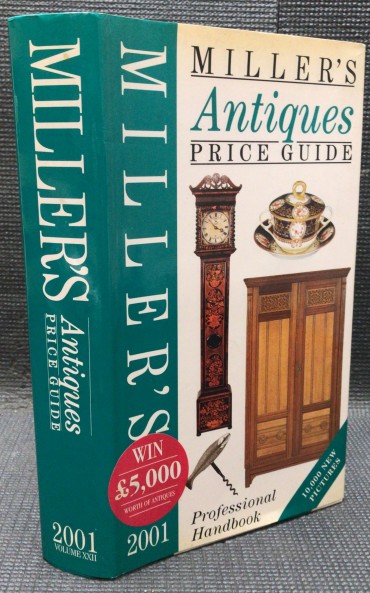 MILLER'S
Antiques
PRICE GUIDE
2001
VOLUME XXII
MILLER'S
2001
WIN
£5,000
WORTH OF ANTIQUES
MILLER'S
Antiques
PRICE GUIDE
Professional
Handbook
10,000 NEW
PICTURES